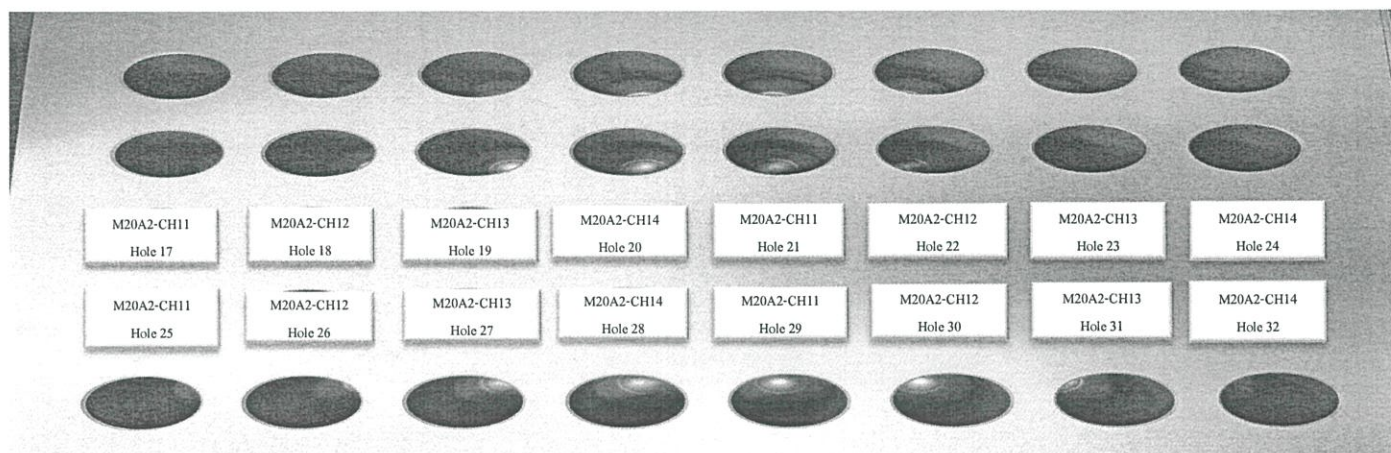 M20A2-CH11
Hole 17
M20A2-CH12
Hole 18
M20A2-CH13
Hole 19
M20A2-CH14
Hole 20
M20A2-CH11
Hole 21
M20A2-CH12
Hole 22
M20A2-CH13
Hole 23
M20A2-CH14
Hole 24
M20A2-CH11
Hole 25
M20A2-CH12
Hole 26
M20A2-CH13
Hole 27
M20A2-CH14
Hole 28
M20A2-CH11
Hole 29
M20A2-CH12
Hole 30
M20A2-CH13
Hole 31
M20A2-CH14
Hole 32